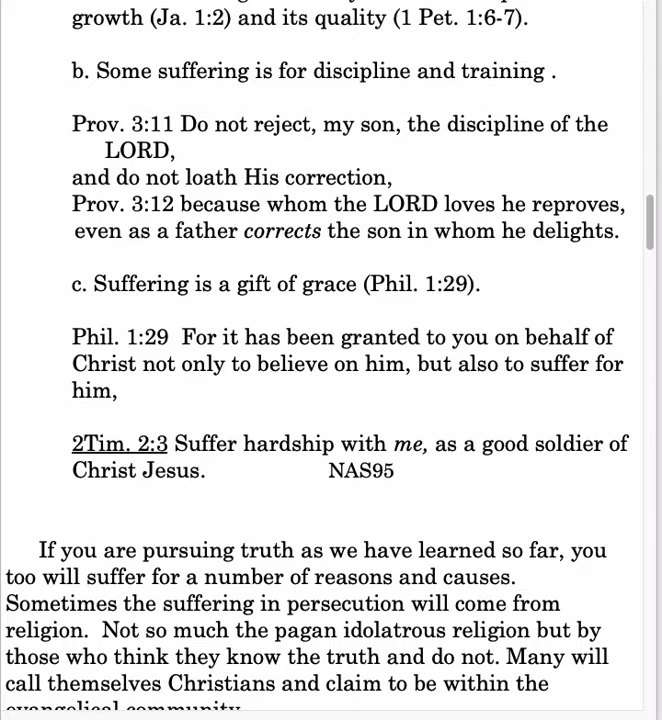 growth (Ja. 1:2) and its quality (1 Pet. 1:6-7).
b. Some suffering is for discipline and training .
Prov. 3:11 Do not reject, my son, the discipline of the
LORD,
and do not loath His correction,
Prov. 3:12 because whom the LORD loves he reproves,
even as a father corrects the son in whom he delights.
c. Suffering is a gift of grace (Phil. 1:29).
Phil. 1:29 For it has been granted to you on behalf of
Christ not only to believe on him, but also to suffer for
him,
2Tim. 2:3 Suffer hardship with me, as a good soldier of
Christ Jesus. NAS95
If you are pursuing truth as we have learned so far, you
too will suffer for a number of reasons and causes.
Sometimes the suffering in persecution will come from
religion. Not so much the pagan idolatrous religion but by
those who think they know the truth and do not. Many will
call themselves Christians and claim to be within the
evangelical community